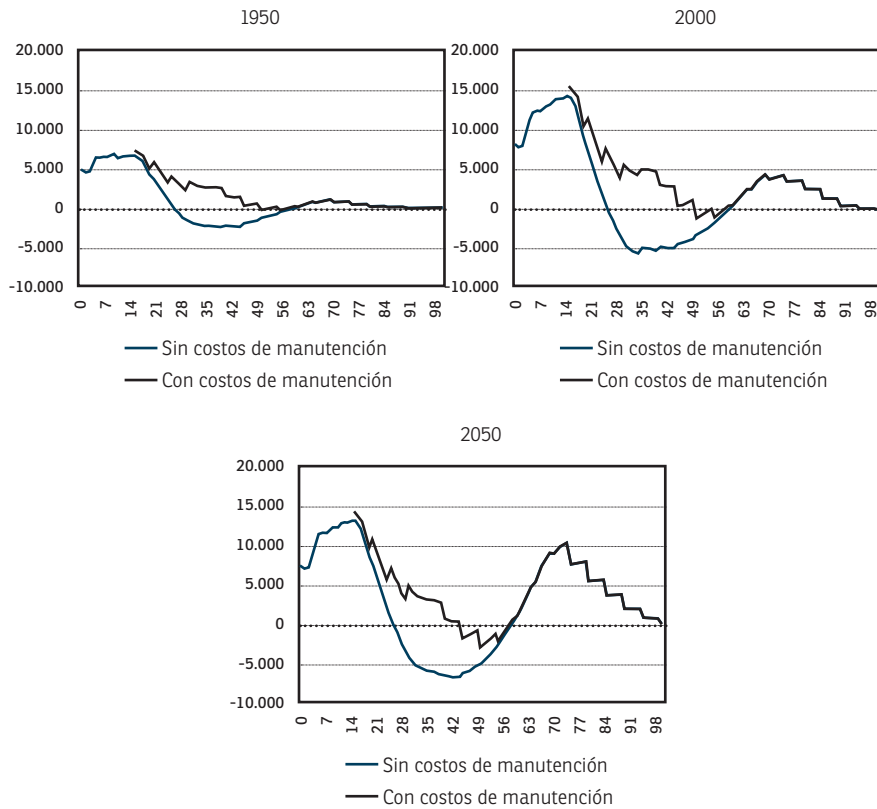 1950
20.000
15.000
10.000
5.000
0
-5.000
-10.000
0 7 14 21 28 35 42 49 56 63 70 77 84 91 98
Sin costos de manutención
Con costos de manutención
2000
20.000
15.000
10.000
5.000
0
-5.000
-10.000
0 7 14 21 28 35 42 49 56 63 70 77 84 91 98
Sin costos de manutención
Con costos de manutención
2050
20.000
15.000
10.000
5.000
0
-5.000
-10.000
0 7 14 21 28 35 42 49 56 63 70 77 84 91 98
Sin costos de manutención
Con costos de manutención